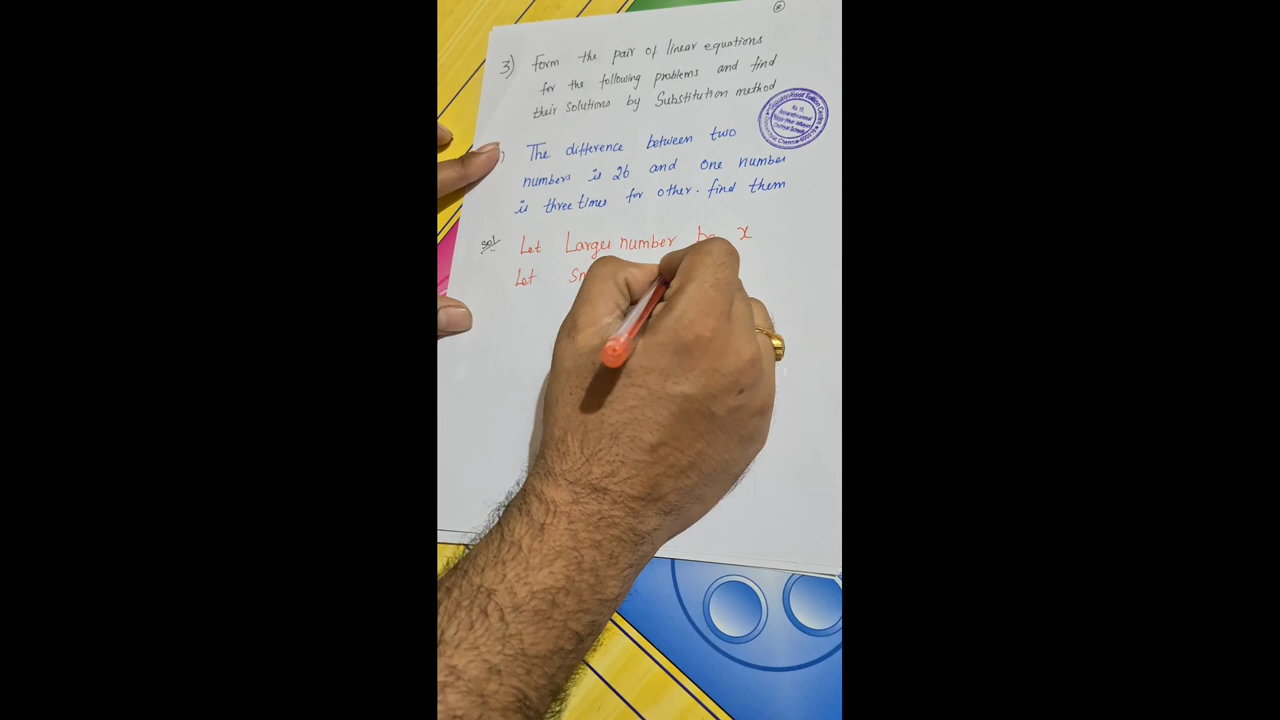 R
3) Form the pair of linear equations
for the following problems and find
their solutions by Substitution method
) The difference between two
numbers is 26 and one number
is three times for other. find them
Sol
Let Larger number be x
Let